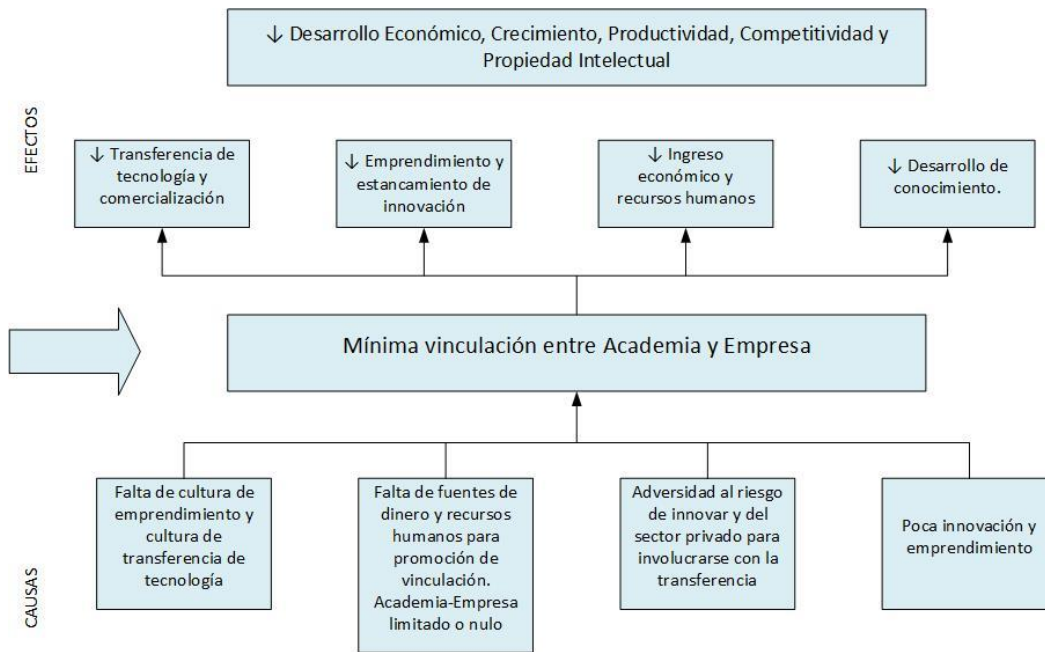 ↓ Desarrollo Económico, Crecimiento, Productividad, Competitividad y
Propiedad Intelectual
EFECTOS
↓ Transferencia de
tecnología y
comercialización
↓ Emprendimiento y
estancamiento de
innovación
↓ Ingreso
económico y
recursos humanos
↓ Desarrollo de
conocimiento.
Mínima vinculación entre Academia y Empresa
CAUSAS
Falta de cultura de
emprendimiento y
cultura de
transferencia de
tecnología
Falta de fuentes de
dinero y recursos
humanos para
promoción de
vinculación.
Academia-Empresa
limitado o nulo
Adversidad al riesgo
de innovar y del
sector privado para
involucrarse con la
transferencia
Poca innovación y
emprendimiento